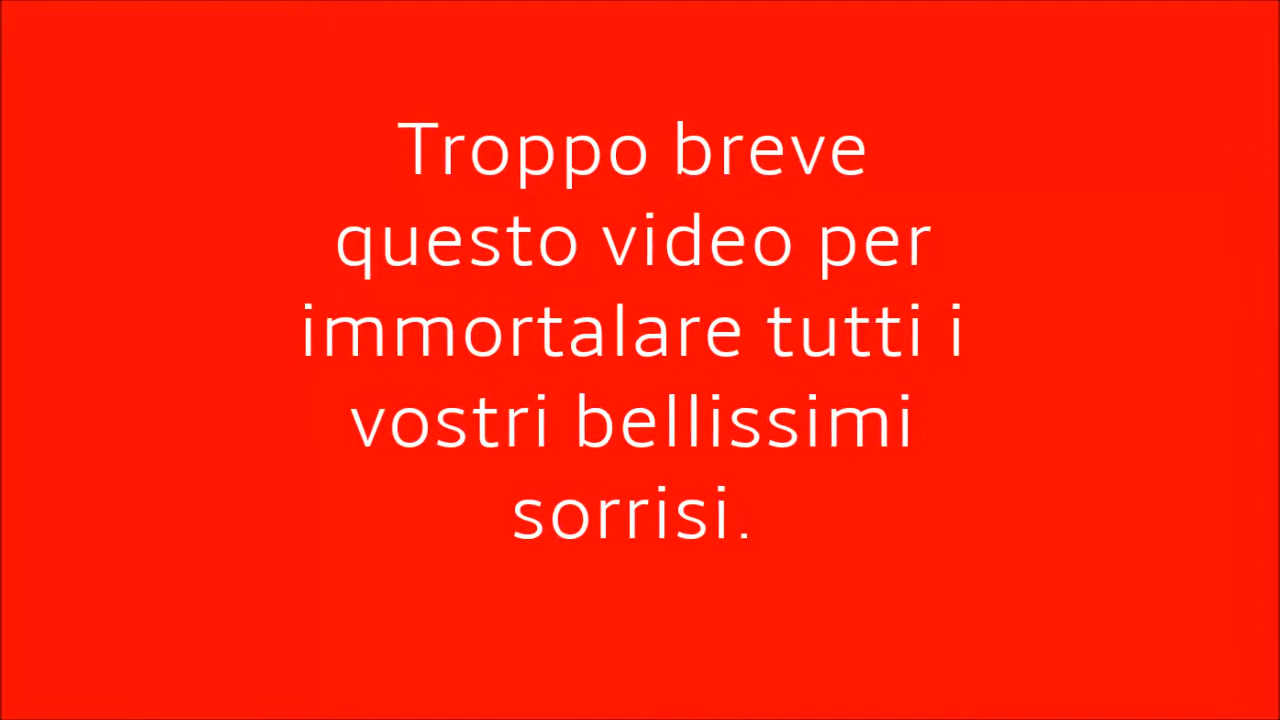 Troppo breve
questo video per
immortalare tutti i
vostri bellissimi
sorrisi.